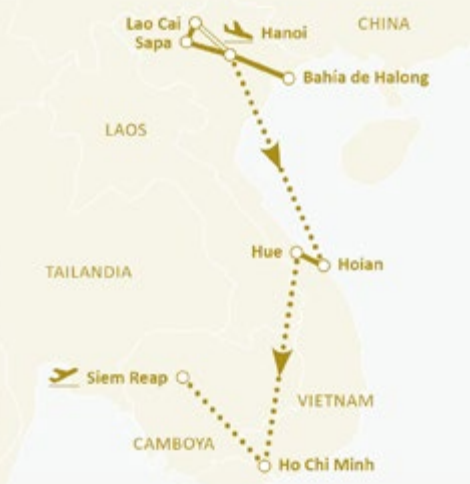 Lao Cai
Hanoi
CHINA
Sapa
Bahía de Halong
LAOS
Hue
Hoian
TAILANDIA
Siem Reap
VIETNAM
CAMBOYA
Ho Chi Minh